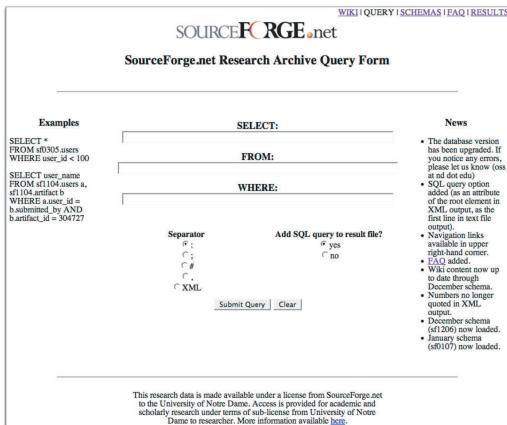 WIKI | QUERY | SCHEMAS | FAQ | RESULTS
SOURCEFORGE.net
SourceForge.net Research Archive Query Form
Examples
SELECT *
FROM sf0305.users
WHERE user_id < 100
SELECT user_name
FROM sf1104.users a,
sf1104.artifact b
WHERE a.user_id =
b.submitted_by AND
b.artifact_id = 304727
SELECT:
FROM:
WHERE:
Separator
:
;
#
,
XML
Add SQL query to result file?
yes
no
Submit Query
Clear
News
• The database version
has been upgraded. If
you notice any errors,
please let us know (oss
at nd dot edu)
• SQL query option
added (as an attribute
of the root element in
XML output, as the
first line in text file
output).
• Navigation links
available in upper
right-hand corner.
• FAQ added.
• Wiki content now up
to date through
December schema.
• Numbers no longer
quoted in XML
output.
• December schema
(sf1206) now loaded.
• January schema
(sf0107) now loaded.
This research data is made available under a license from SourceForge.net
to the University of Notre Dame. Access is provided for academic and
scholarly research under terms of sub-license from University of Notre
Dame to researcher. More information available here.